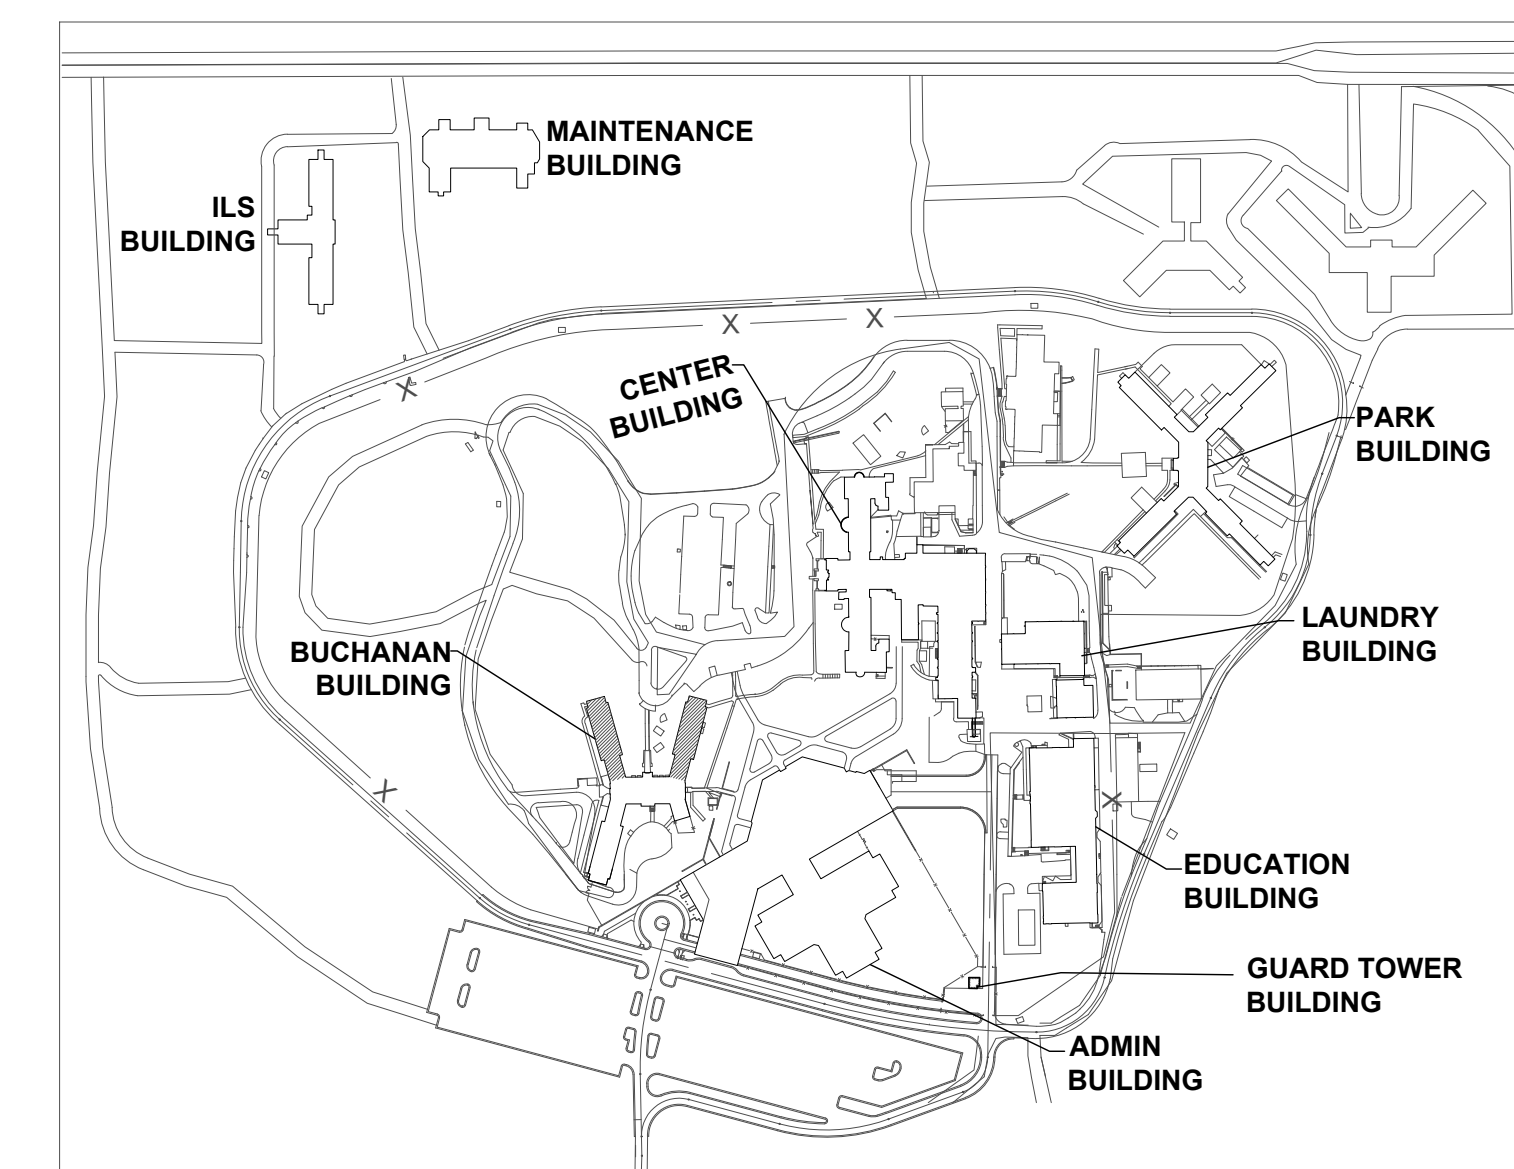 MAINTENANCE
BUILDING
ILS
BUILDING
X
X
X
CENTER
BUILDING
PARK
BUILDING
LAUNDRY
BUILDING
BUCHANAN
BUILDING
X
X
EDUCATION
BUILDING
GUARD TOWER
BUILDING
ADMIN
BUILDING